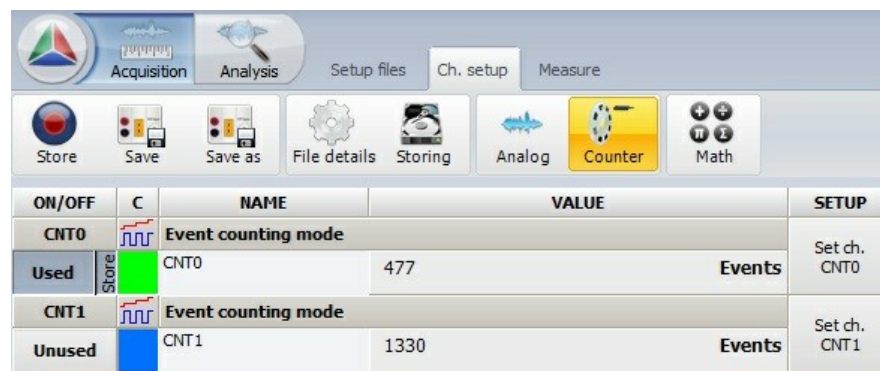 Acquisition Analysis Setup files Ch. setup Measure
Store Save Save as File details Storing Analog Counter Math
ON/OFF C NAME VALUE SETUP
CNT0 Event counting mode
Used Store CNT0 477 Events Set ch. CNT0
CNT1 Event counting mode
Unused CNT1 1330 Events Set ch. CNT1